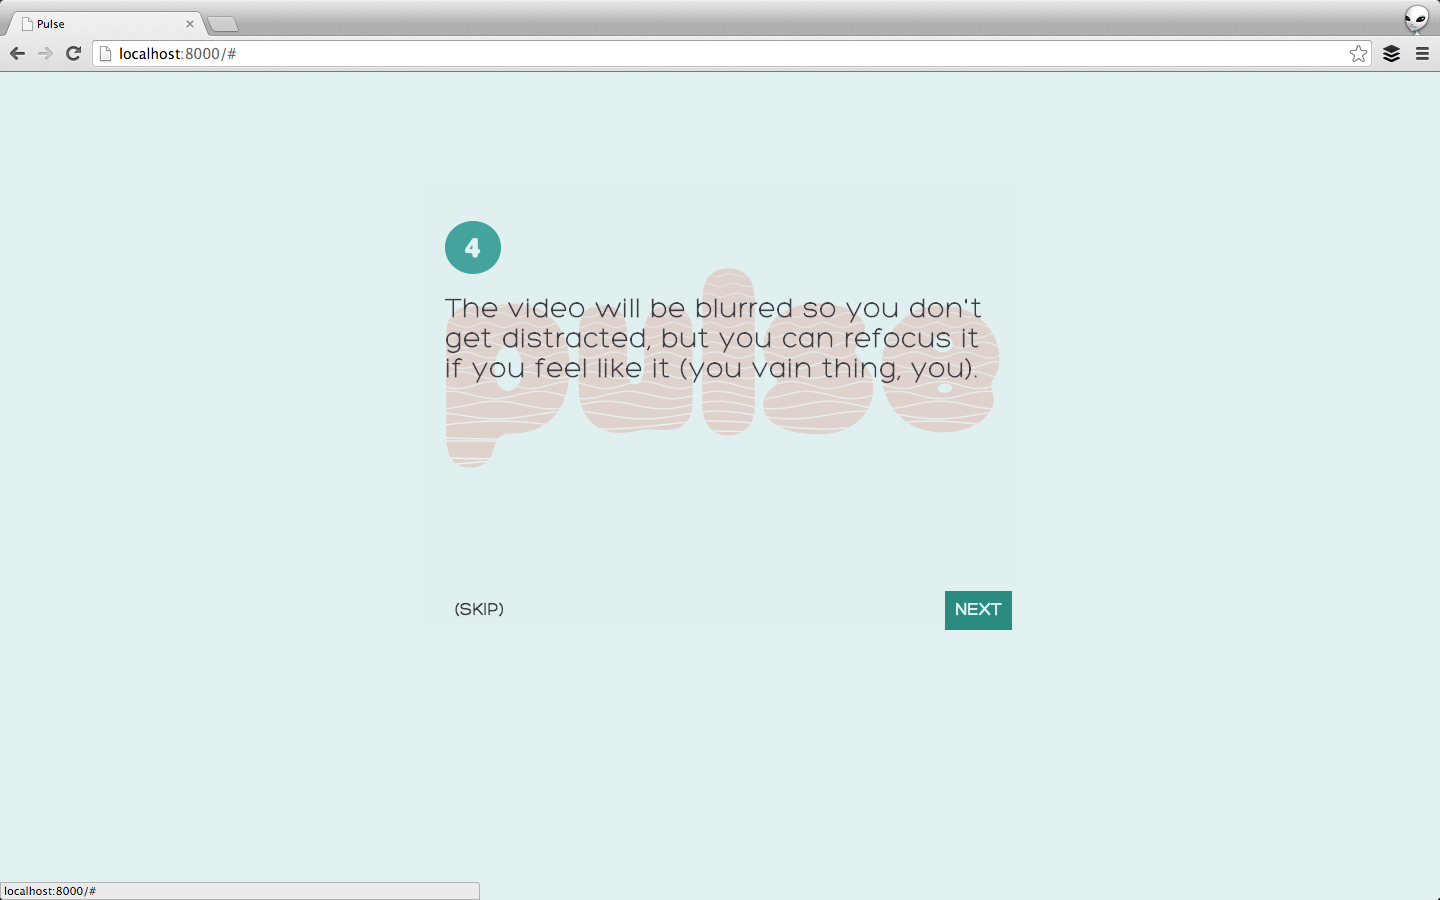 Pulse
localhost:8000/#
4
pulse
The video will be blurred so you don't
get distracted, but you can refocus it
if you feel like it (you vain thing, you).
(SKIP)
NEXT
localhost:8000/#